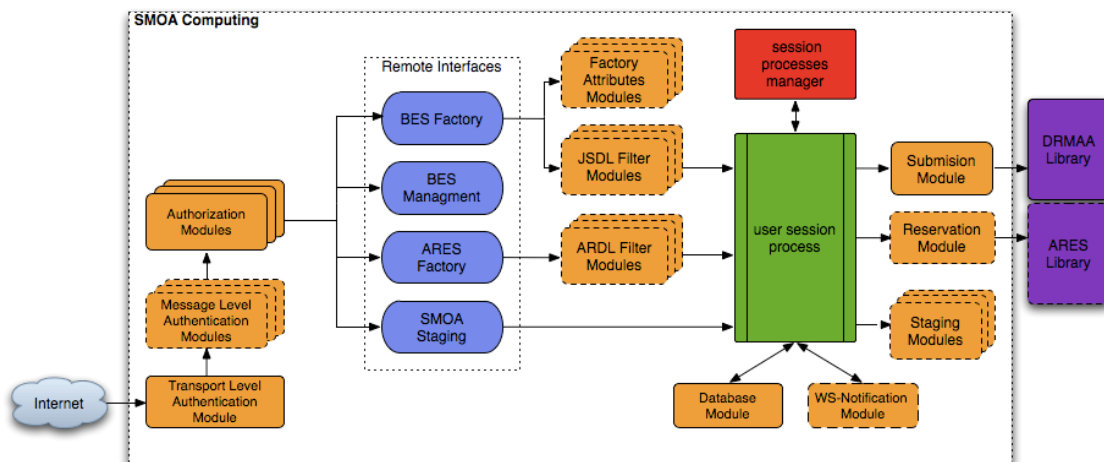 SMOA Computing
Remote Interfaces
BES Factory
BES
Managment
ARES
Factory
SMOA
Staging
Factory
Attributes
Modules
JSDL Filter
Modules
ARDL Filter
Modules
session
processes
manager
user session
process
Submision
Module
Reservation
Module
Staging
Modules
DRMAA
Library
ARES
Library
Authorization
Modules
Message Level
Authentication
Modules
Transport Level
Authentication
Module
Internet
Database
Module
WS-Notification
Module